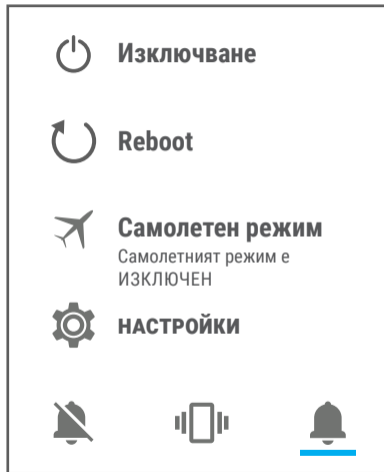 Изключване
Reboot
Самолетен режим
Самолетният режим е
ИЗКЛЮЧЕН
НАСТРОЙКИ